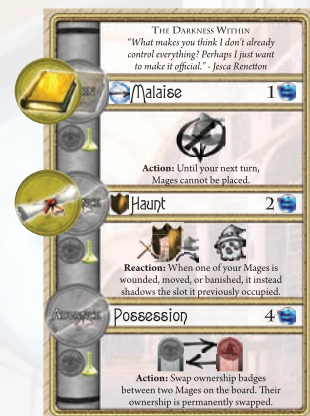 The Darkness Within
"What makes you think I don't already
control everything? Perhaps I just want
to make it official." - Jesca Renetton
Malaise 1
Action: Until your next turn,
Mages cannot be placed.
Haunt 2
Reaction: When one of your Mages is
wounded, moved, or banished, it instead
shadows the slot it previously occupied.
Advance Possession 4
Action: Swap ownership badges
between two Mages on the board. Their
ownership is permanently swapped.